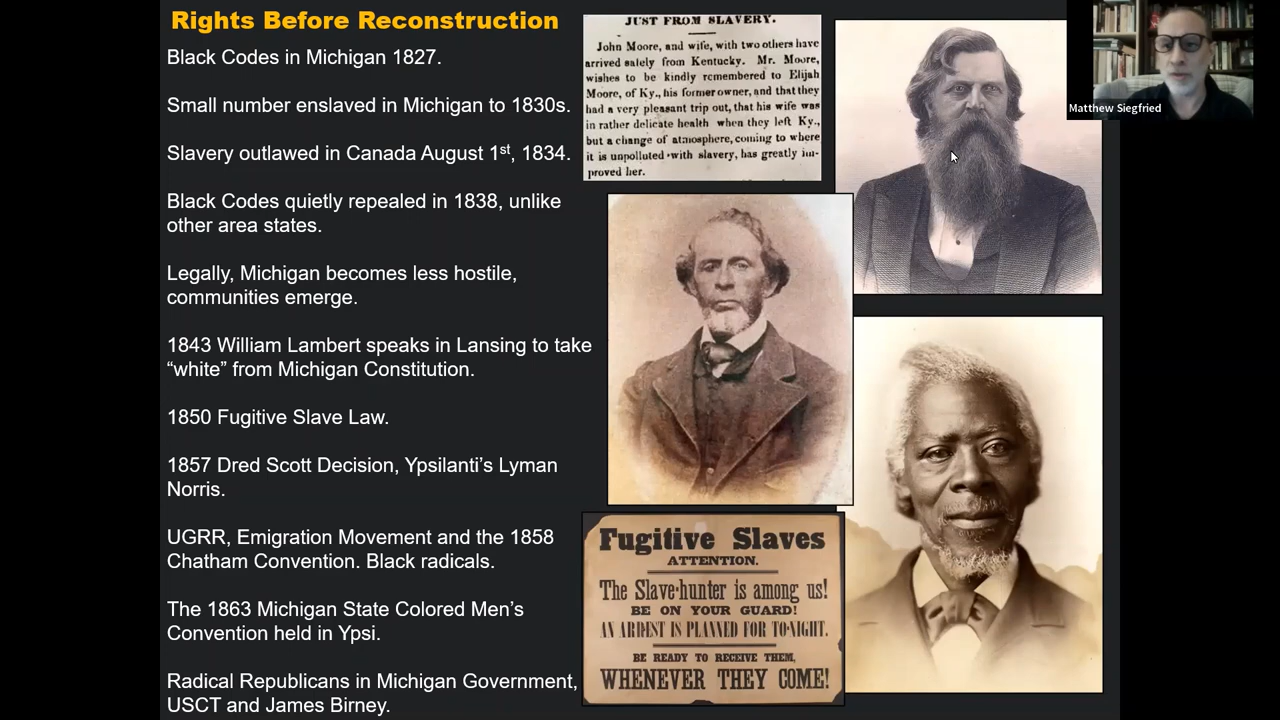 Rights Before Reconstruction
Black Codes in Michigan 1827.
Small number enslaved in Michigan to 1830s.
Slavery outlawed in Canada August 1st, 1834.
Black Codes quietly repealed in 1838, unlike
other area states.
Legally, Michigan becomes less hostile,
communities emerge.
1843 William Lambert speaks in Lansing to take
“white” from Michigan Constitution.
1850 Fugitive Slave Law.
1857 Dred Scott Decision, Ypsilanti’s Lyman
Norris.
UGRR, Emigration Movement and the 1858
Chatham Convention. Black radicals.
The 1863 Michigan State Colored Men’s
Convention held in Ypsi.
Radical Republicans in Michigan Government,
USCT and James Birney.
JUST FROM SLAVERY.
John Moore, and wife, with two others have
arrived safely from Kentucky. Mr. Moore,
wishes to be kindly remembered to Elijah
Moore, of Ky., his former owner, and that they
had a very pleasant trip out, that his wife was
in rather delicate health when they left Ky.,
but a change of atmosphere, coming to where
it is unpolluted with slavery, has greatly im-
proved her.
Fugitive Slaves
ATTENTION.
The Slave-hunter is among us!
BE ON YOUR GUARD!
AN ARREST IS PLANNED FOR TO-NIGHT.
BE READY TO RECEIVE THEM,
WHENEVER THEY COME!
Matthew Siegfried